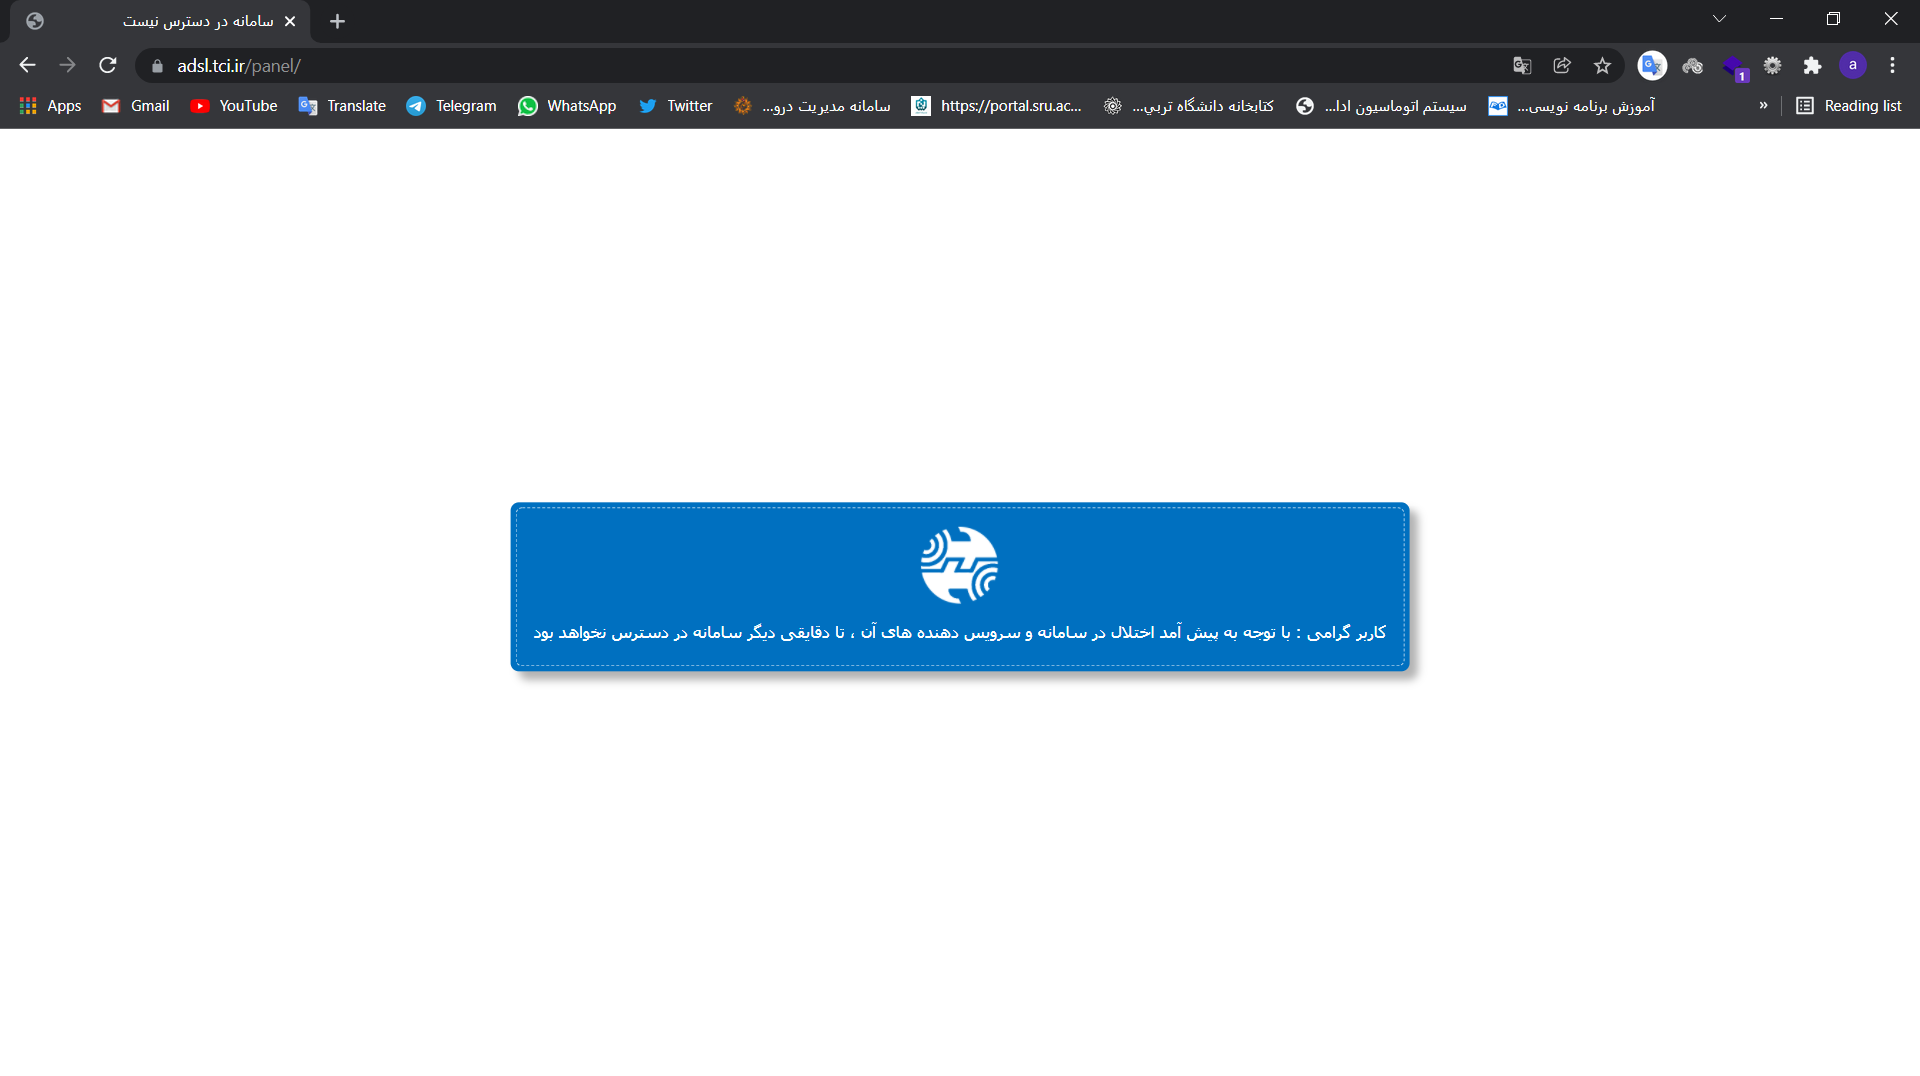 سامانه در دسترس نیست
adsl.tci.ir/panel/
a
1
Apps
Gmail
YouTube
Translate
Telegram
WhatsApp
Twitter
سامانه مدیریت درو...
https://portal.sru.ac...
کتابخانه دانشگاه تربي...
سیستم اتوماسیون ادا...
آموزش برنامه نویسی...
»
Reading list
کاربر گرامی : با توجه به پیش آمد اختلال در سامانه و سرویس دهنده های آن ، تا دقایقی دیگر سامانه در دسترس نخواهد بود